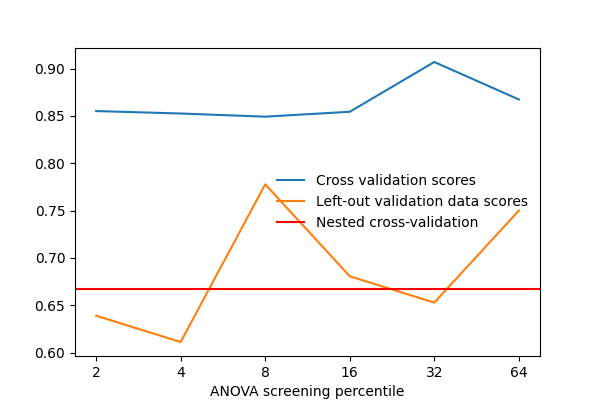 0.90
0.85
0.80
0.75
0.70
0.65
0.60
Cross validation scores
Left-out validation data scores
Nested cross-validation
2 4 8 16 32 64
ANOVA screening percentile